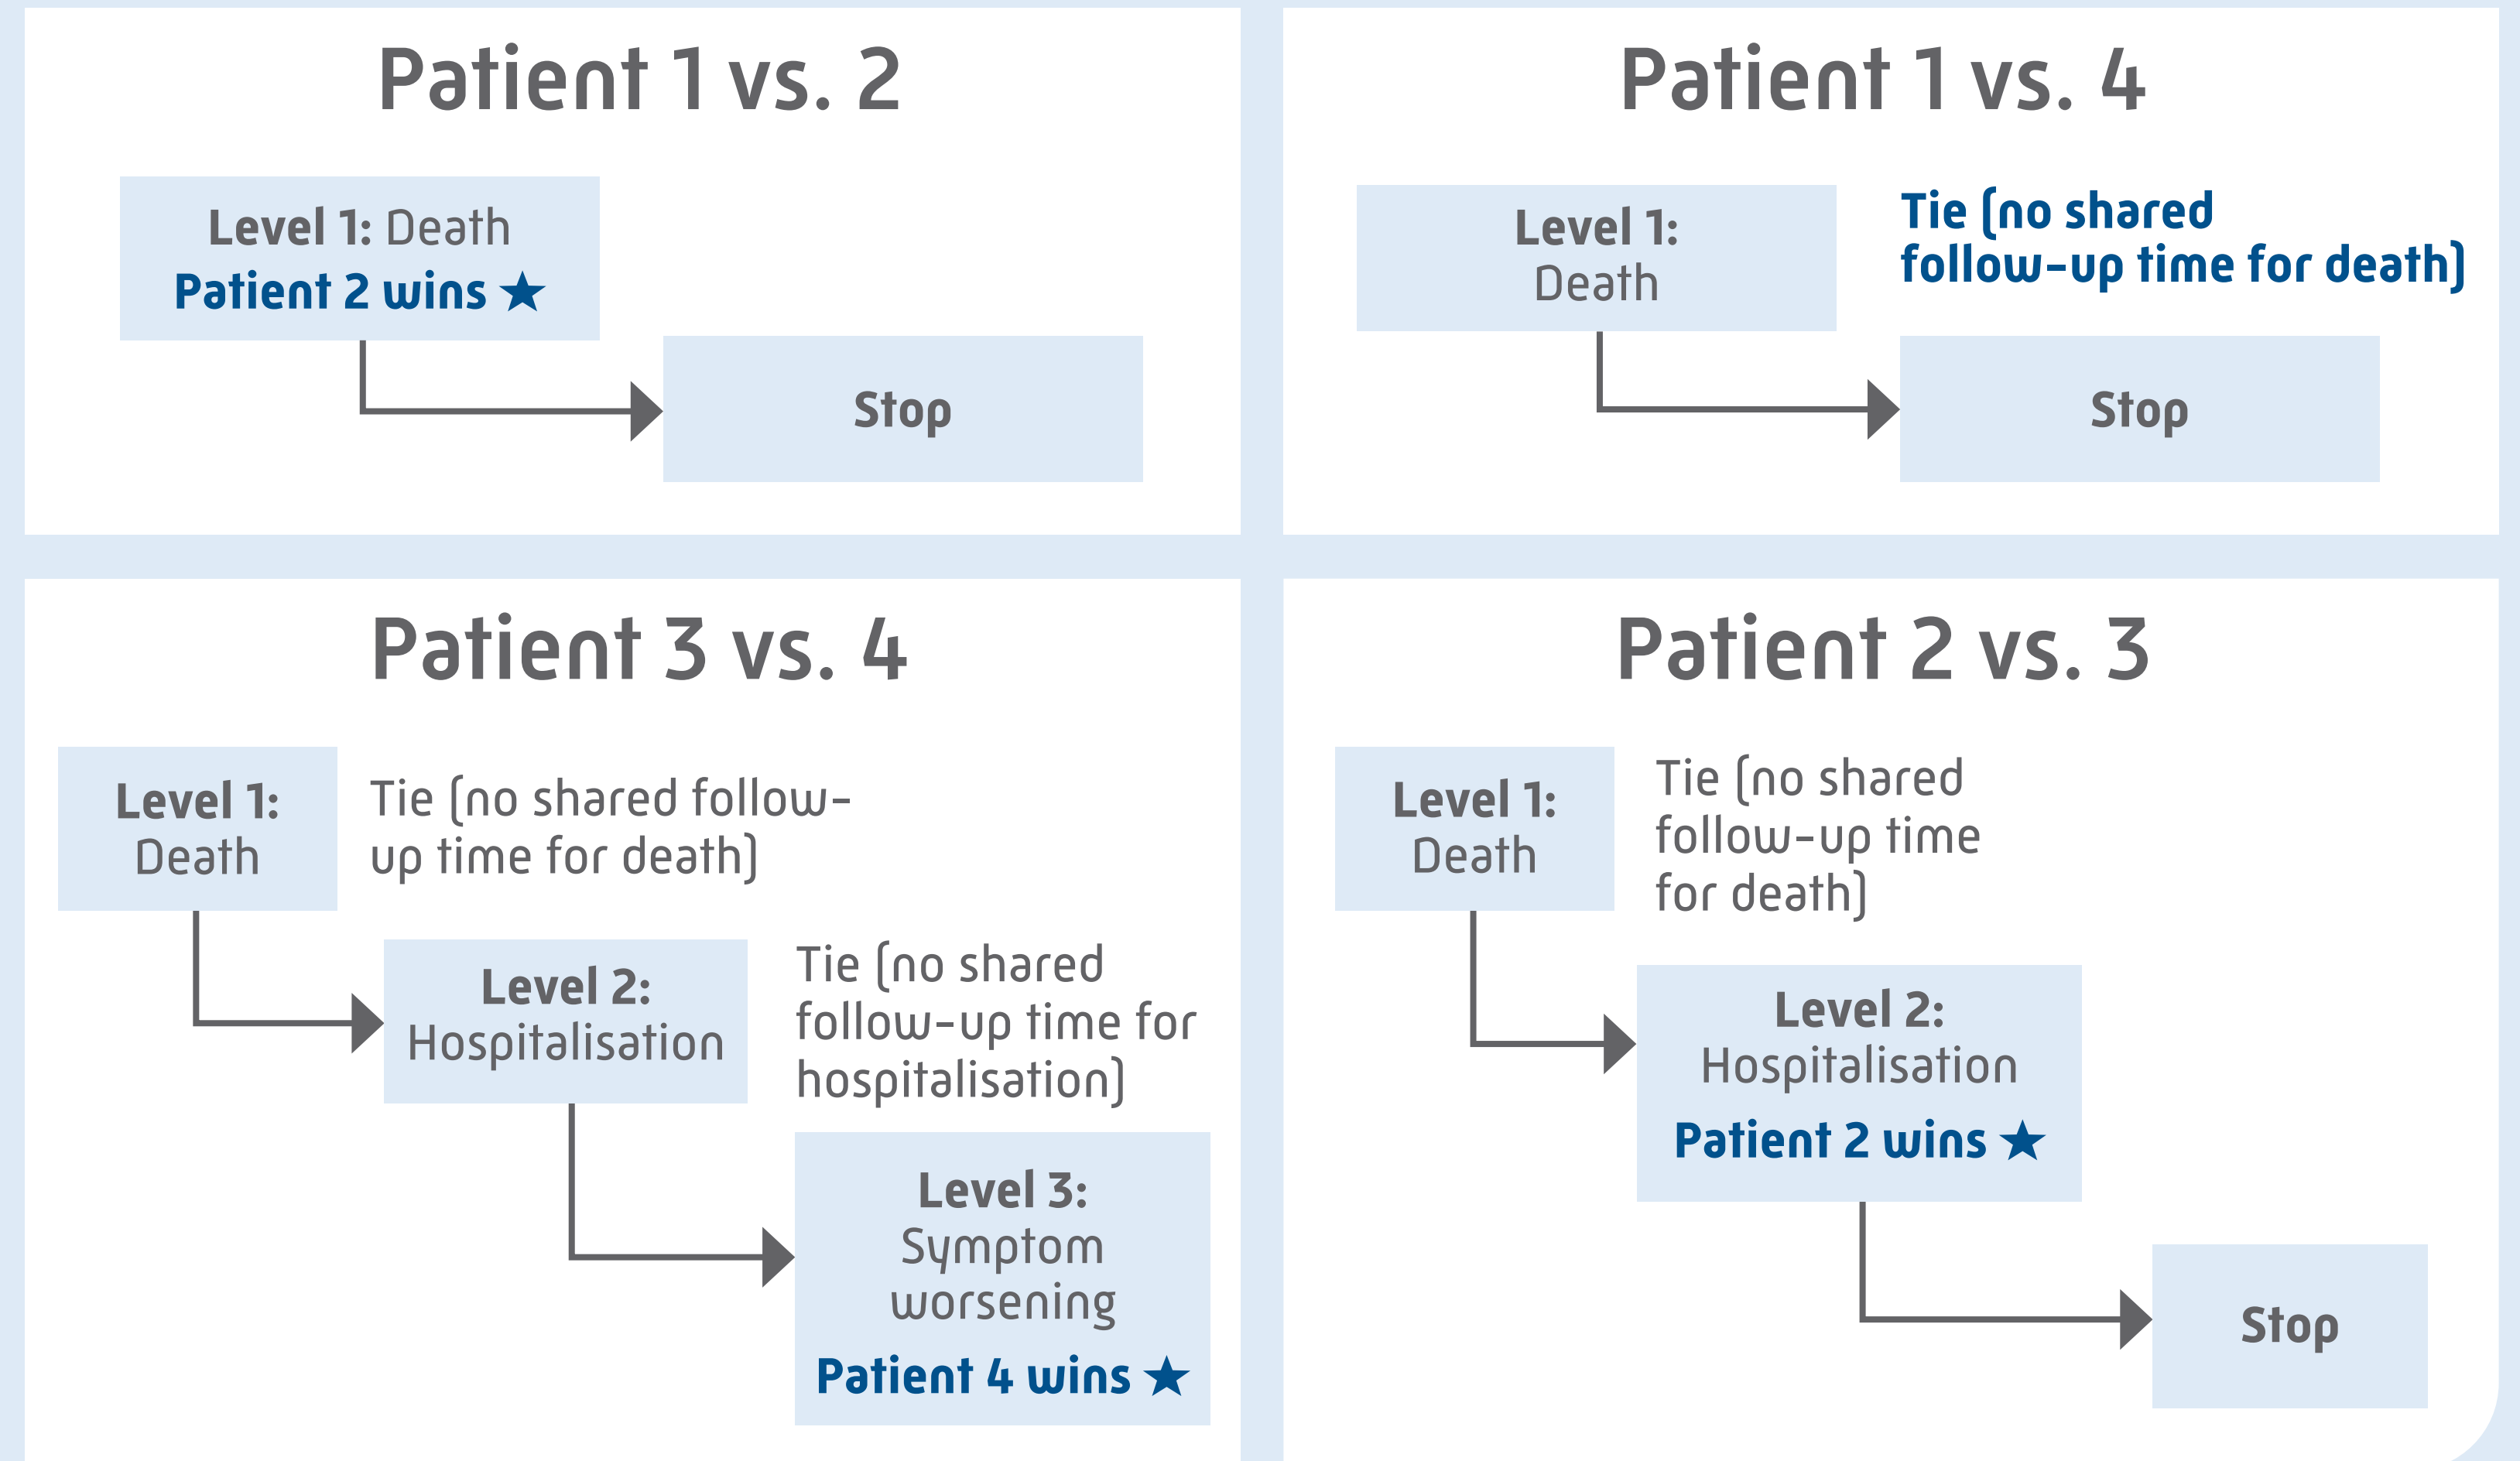 Patient 1 vs. 2
Level 1: Death
Patient 2 wins
Stop
Patient 1 vs. 4
Level 1:
Death
Tie (no shared
follow-up time for death)
Stop
Patient 3 vs. 4
Level 1:
Death
Tie (no shared follow-
up time for death)
Level 2:
Hospitalisation
Tie (no shared
follow-up time for
hospitalisation)
Level 3:
Symptom
worsening
Patient 4 wins
Patient 2 vs. 3
Level 1:
Death
Tie (no shared
follow-up time
for death)
Level 2:
Hospitalisation
Patient 2 wins
Stop